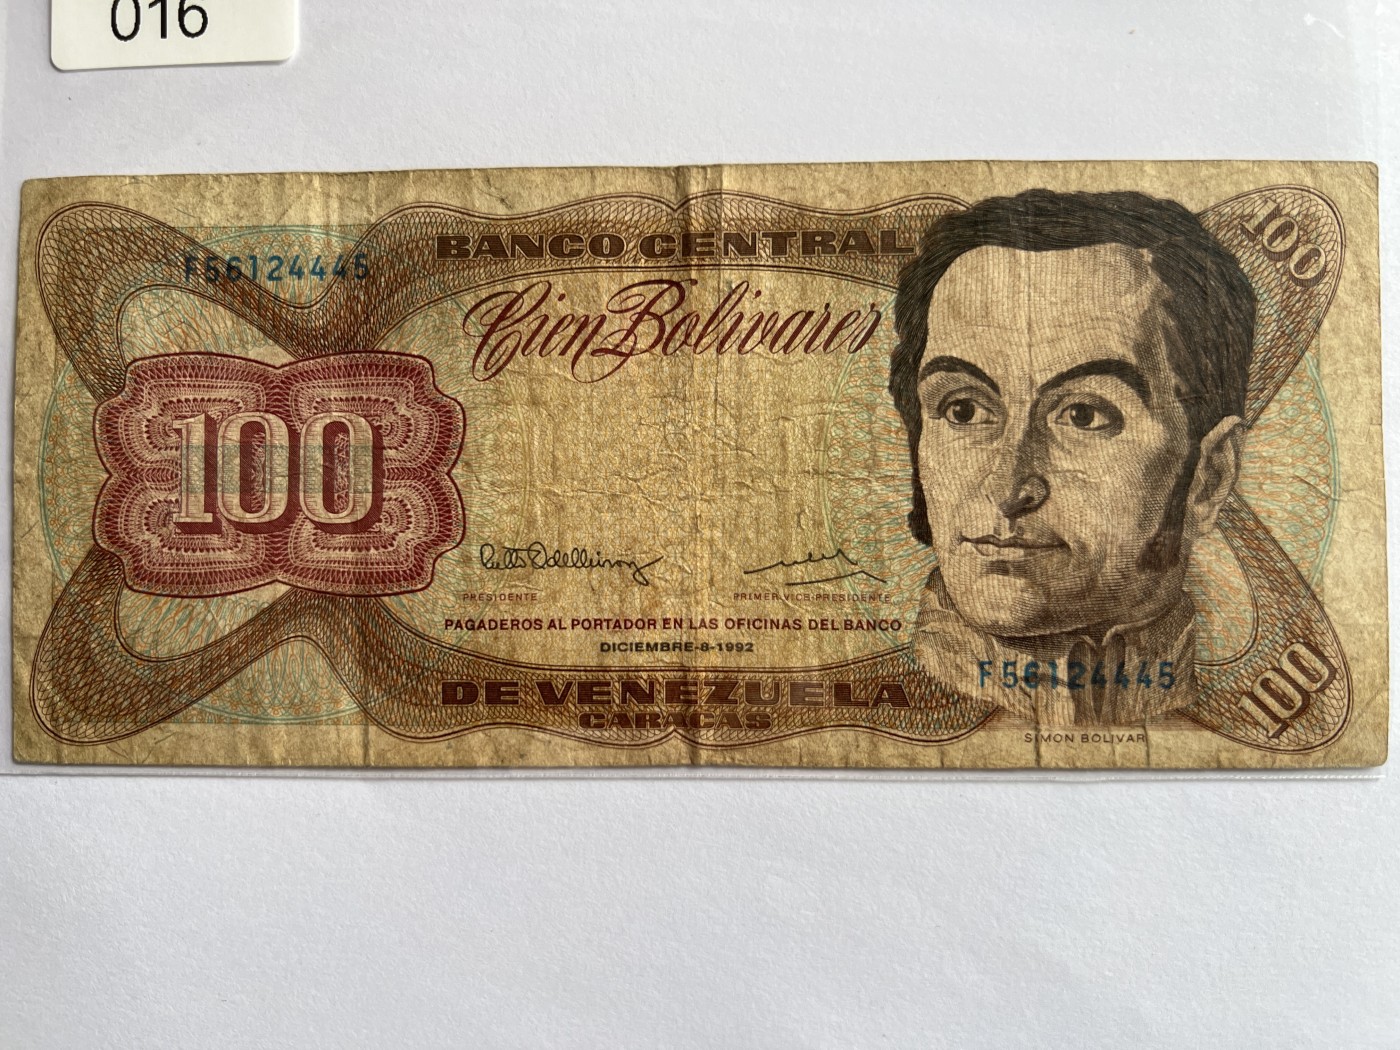 016
BANCO CENTRAL
100
F56124445
Cien Bolívares
100
PRESIDENTE
PRIMER VICE-PRESIDENTE
PAGADEROS AL PORTADOR EN LAS OFICINAS DEL BANCO
DICIEMBRE-8-1992
F56124445
DE VENEZUELA
100
CARACAS
SIMON BOLIVAR